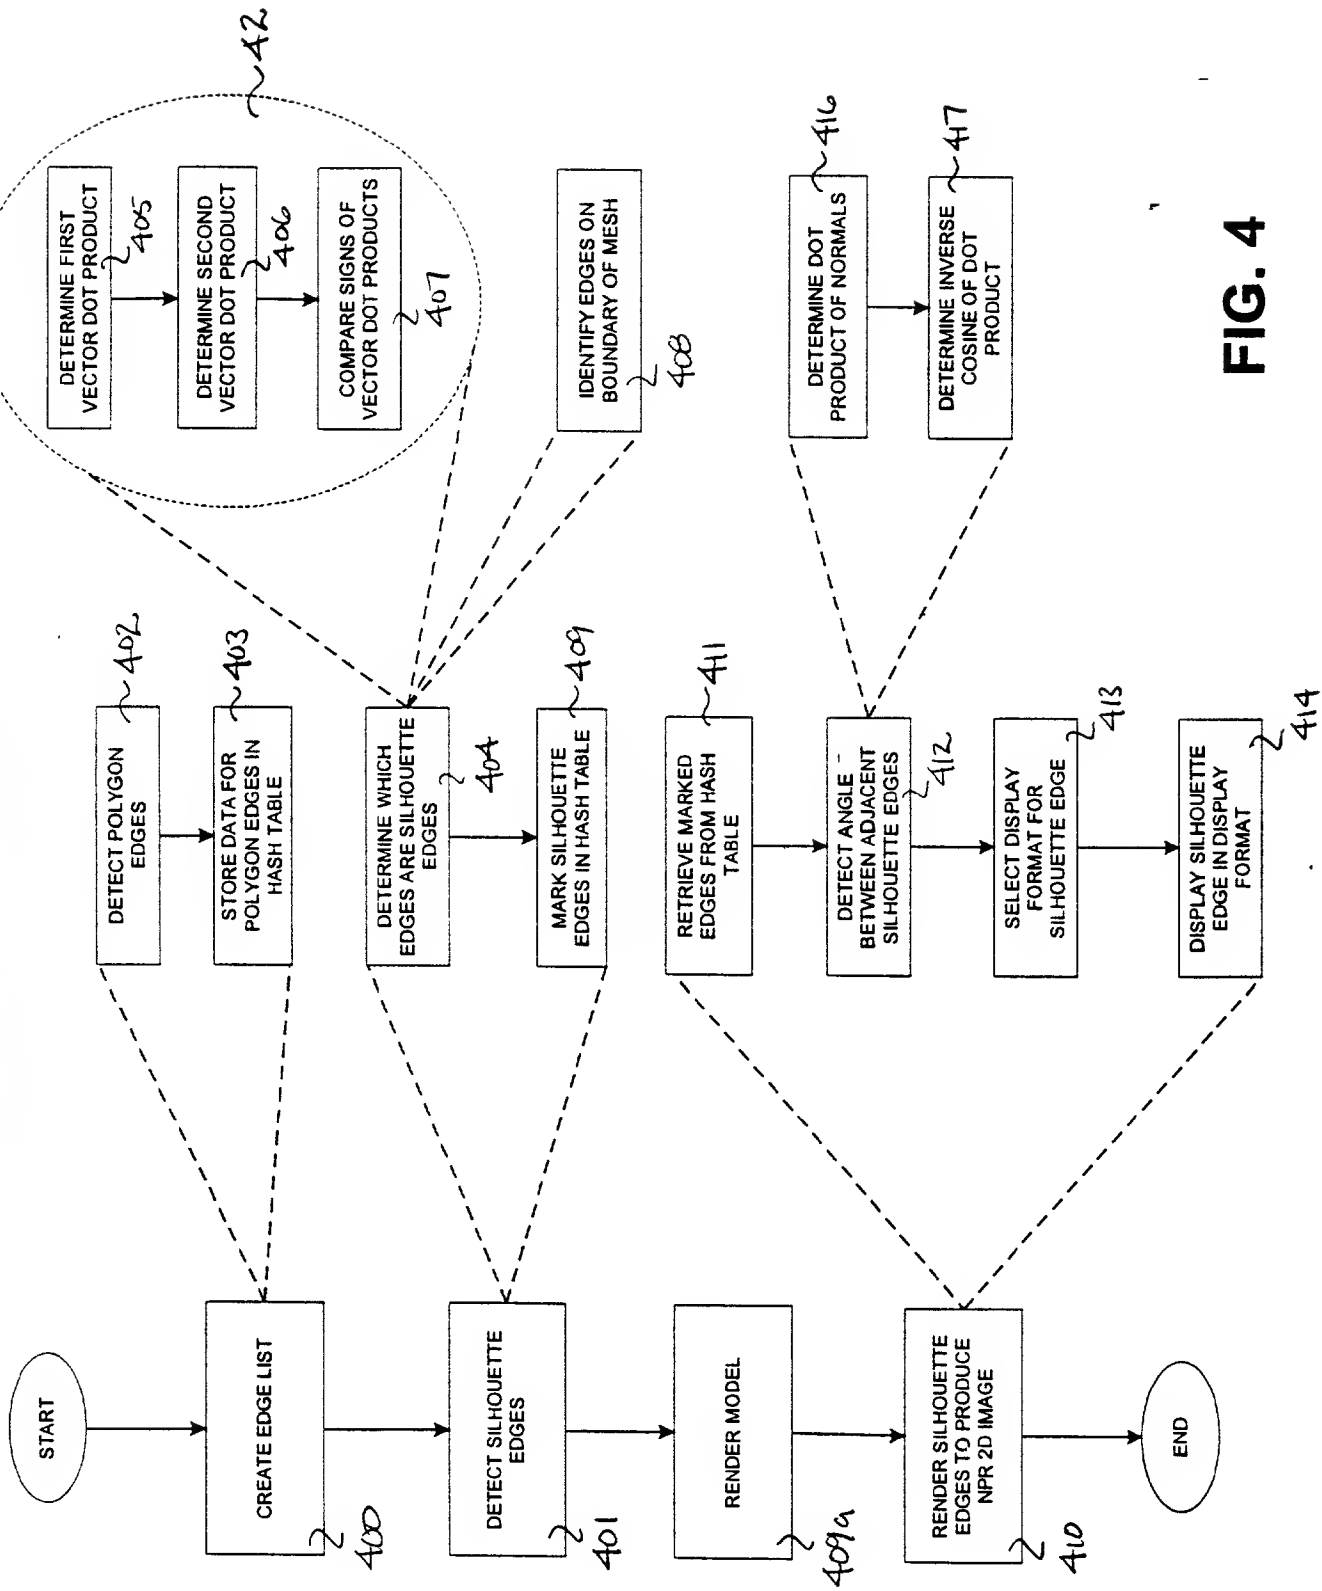 START
CREATE EDGE LIST
400
DETECT SILHOUETTE
EDGES
401
RENDER MODEL
409a
RENDER SILHOUETTE
EDGES TO PRODUCE
NPR 2D IMAGE
410
END
DETECT POLYGON
EDGES
402
STORE DATA FOR
POLYGON EDGES IN
HASH TABLE
403
DETERMINE WHICH
EDGES ARE SILHOUETTE
EDGES
404
MARK SILHOUETTE
EDGES IN HASH TABLE
409
RETRIEVE MARKED
EDGES FROM HASH
TABLE
411
DETECT ANGLE
BETWEEN ADJACENT
SILHOUETTE EDGES
412
SELECT DISPLAY
FORMAT FOR
SILHOUETTE EDGE
413
DISPLAY SILHOUETTE
EDGE IN DISPLAY
FORMAT
414
DETERMINE FIRST
VECTOR DOT PRODUCT
405
DETERMINE SECOND
VECTOR DOT PRODUCT
406
COMPARE SIGNS OF
VECTOR DOT PRODUCTS
407
42
IDENTIFY EDGES ON
BOUNDARY OF MESH
408
DETERMINE DOT
PRODUCT OF NORMALS
416
DETERMINE INVERSE
COSINE OF DOT
PRODUCT
417
FIG. 4